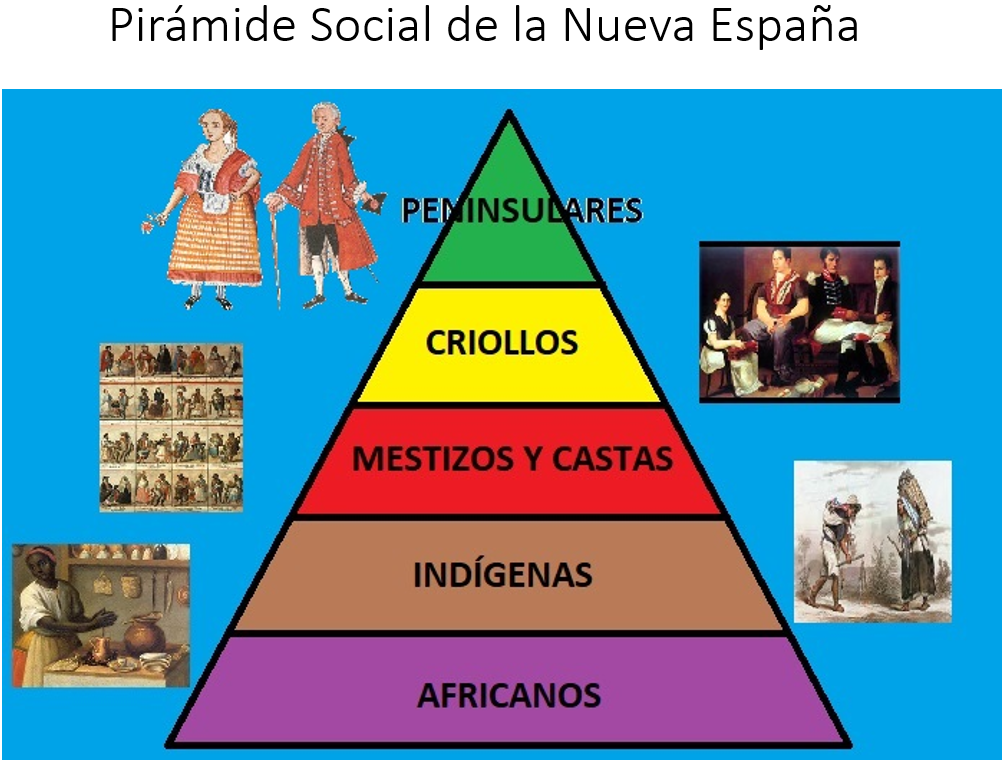 Pirámide Social de la Nueva España
PENINSULARES
CRIOLLOS
MESTIZOS Y CASTAS
INDÍGENAS
AFRICANOS